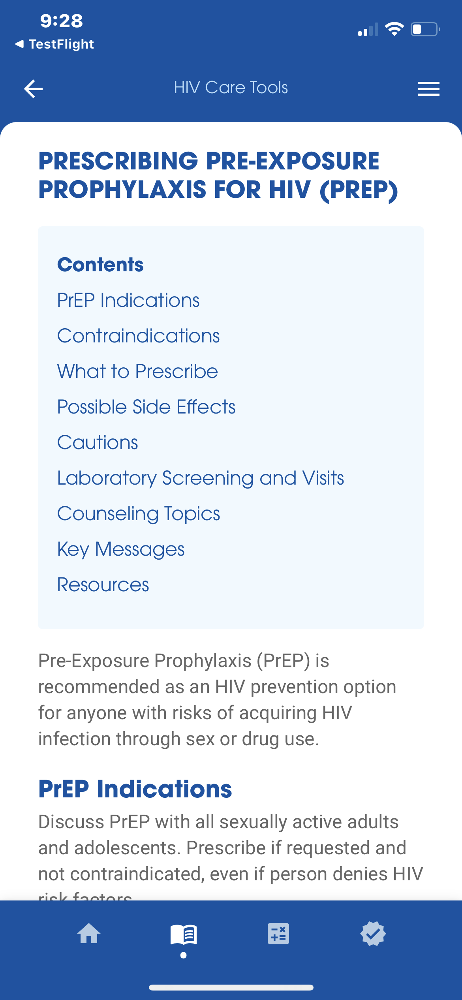 9:28
TestFlight
HIV Care Tools
PRESCRIBING PRE-EXPOSURE
PROPHYLAXIS FOR HIV (PREP)
Contents
PrEP Indications
Contraindications
What to Prescribe
Possible Side Effects
Cautions
Laboratory Screening and Visits
Counseling Topics
Key Messages
Resources
Pre-Exposure Prophylaxis (PrEP) is
recommended as an HIV prevention option
for anyone with risks of acquiring HIV
infection through sex or drug use.
PrEP Indications
Discuss PrEP with all sexually active adults
and adolescents. Prescribe if requested and
not contraindicated, even if person denies HIV
risk factors